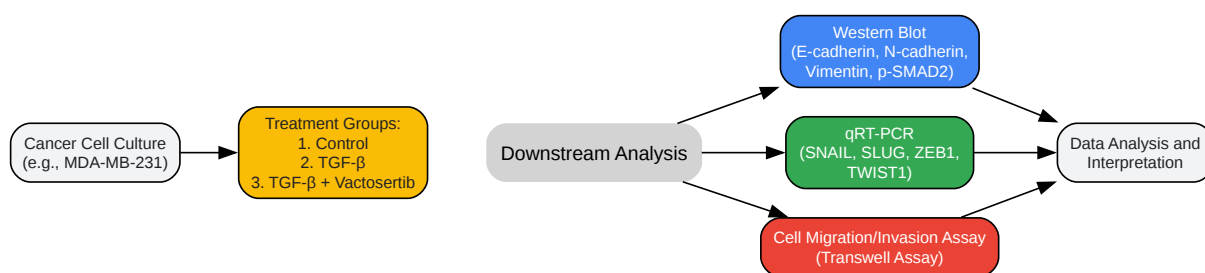 Cancer Cell Culture
(e.g., MDA-MB-231)
Treatment Groups:
1. Control
2. TGF-β
3. TGF-β + Vactosertib
Downstream Analysis
Western Blot
(E-cadherin, N-cadherin,
Vimentin, p-SMAD2)
qRT-PCR
(SNAIL, SLUG, ZEB1,
TWIST1)
Cell Migration/Invasion Assay
(Transwell Assay)
Data Analysis and
Interpretation